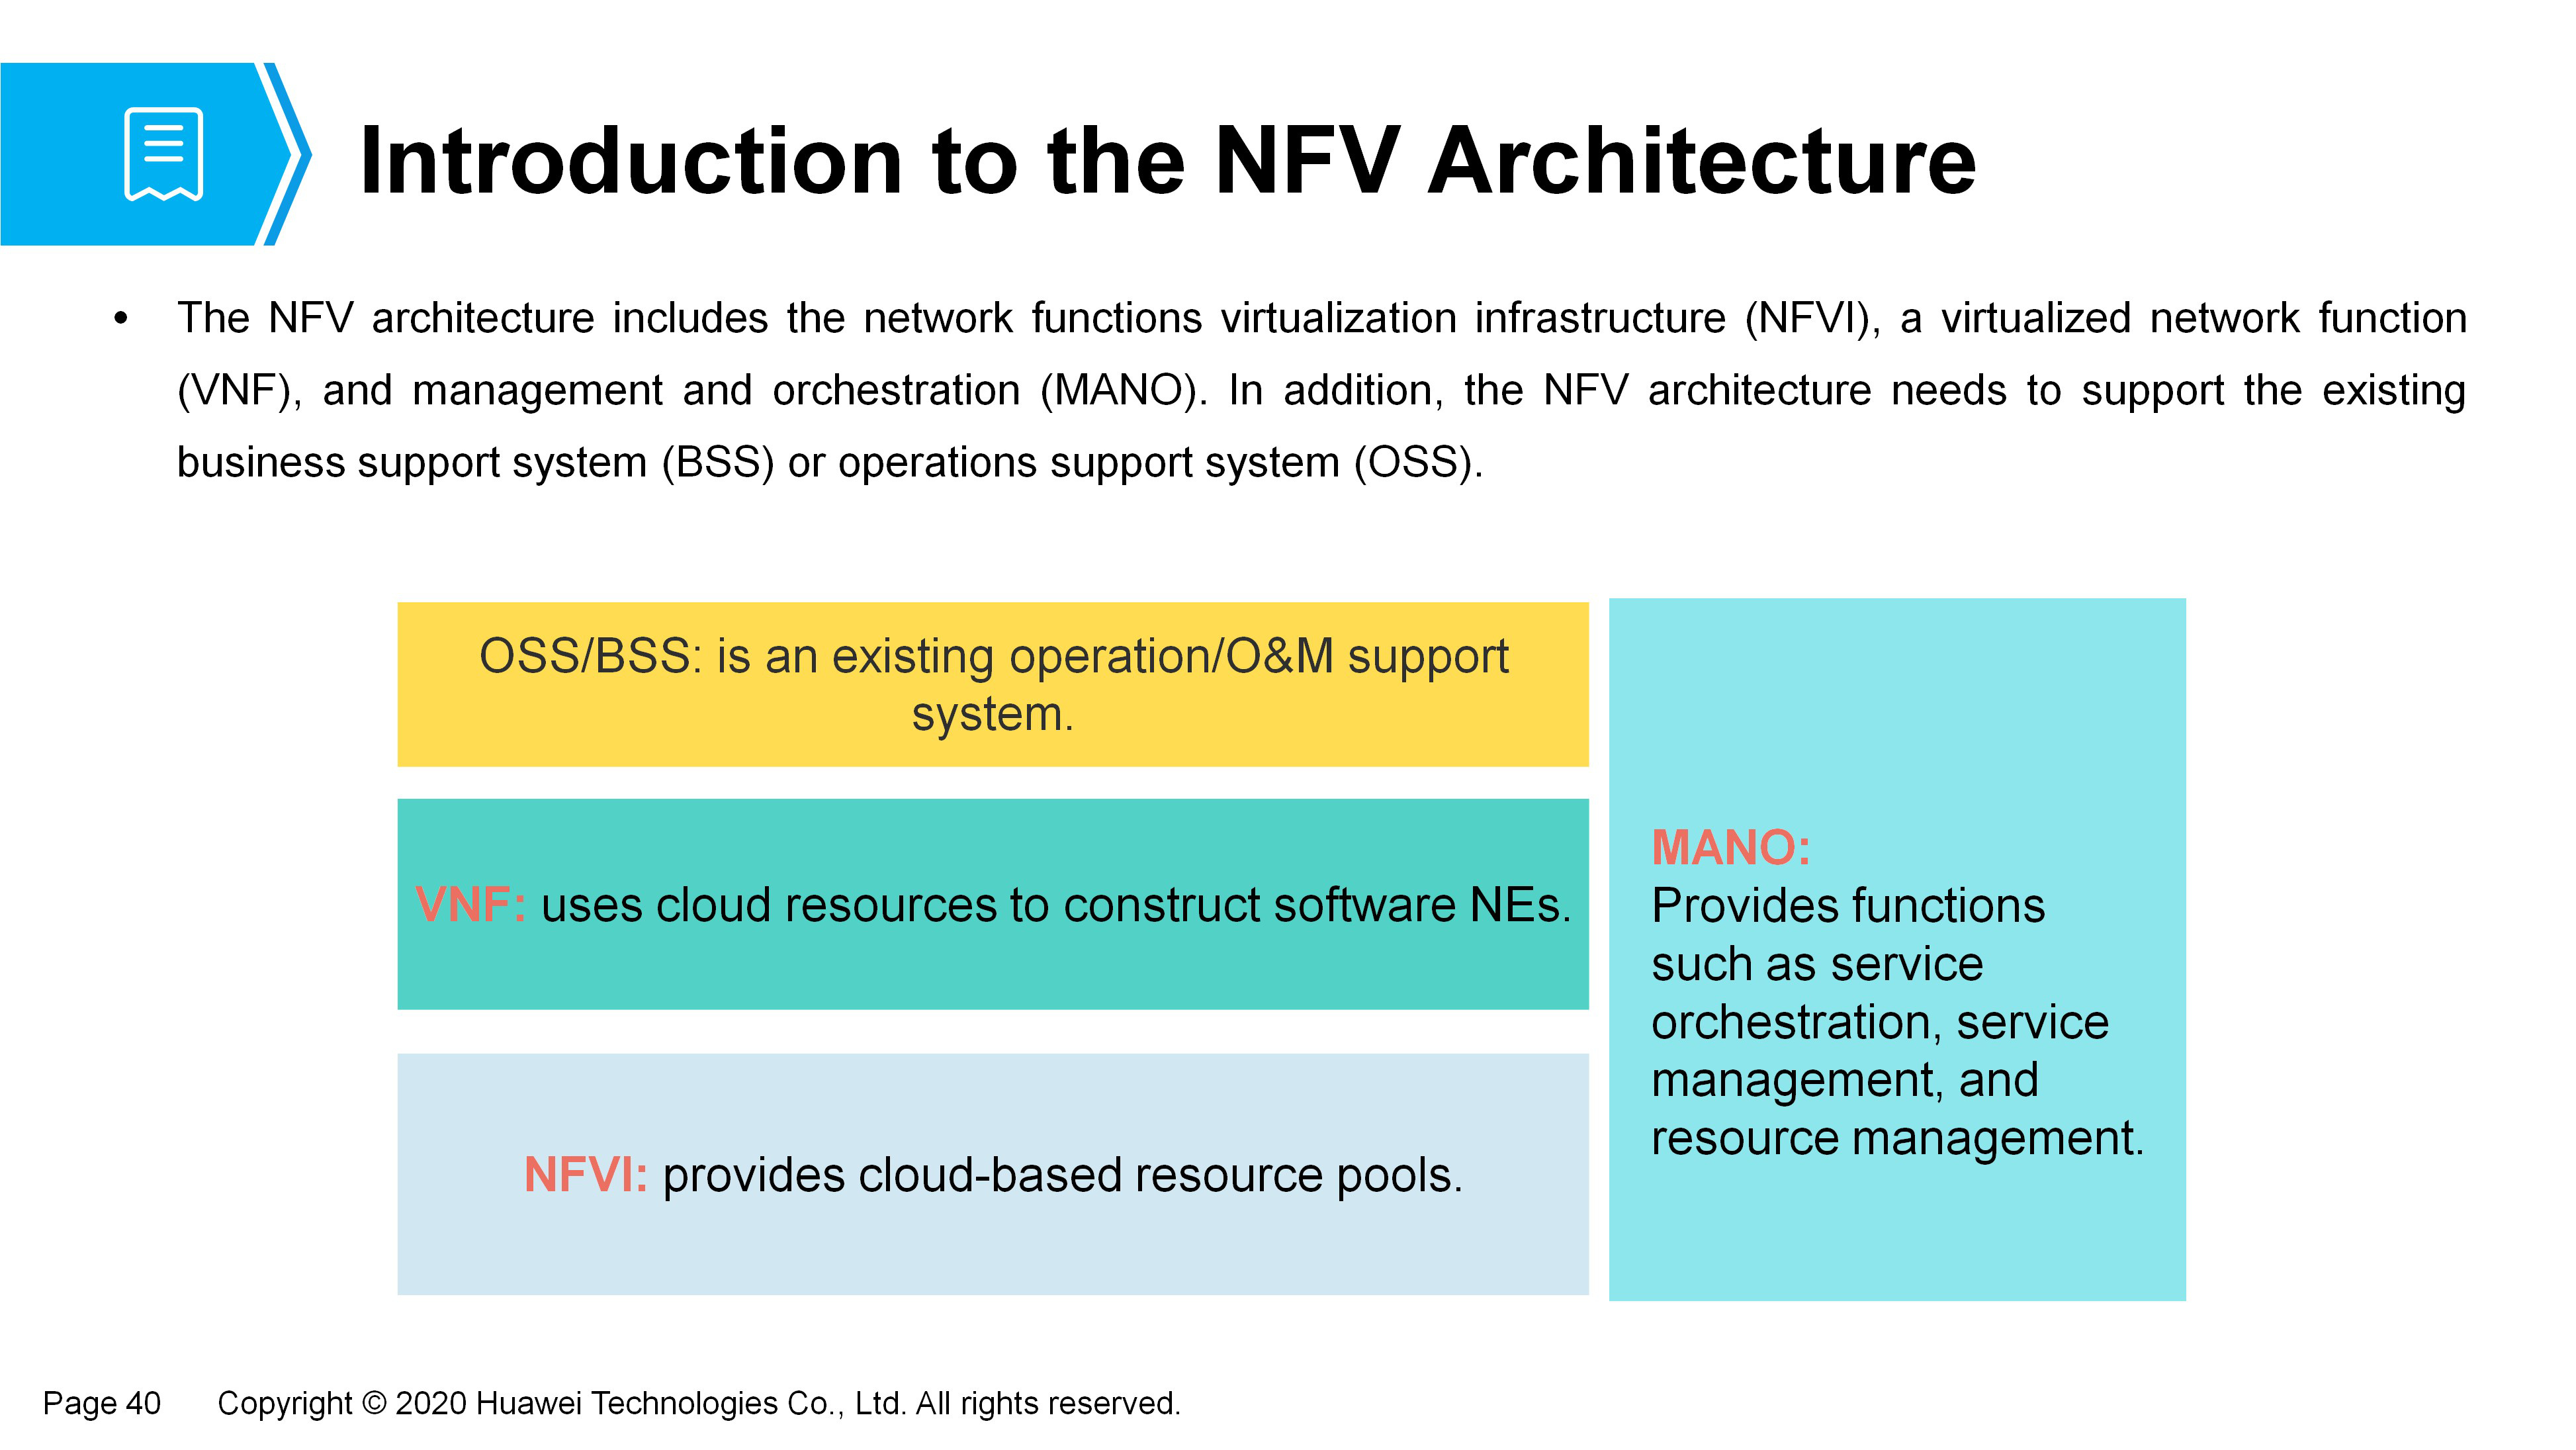 Introduction to the NFV Architecture
• The NFV architecture includes the network functions virtualization infrastructure (NFVI), a virtualized network function
(VNF), and management and orchestration (MANO). In addition, the NFV architecture needs to support the existing
business support system (BSS) or operations support system (OSS).
OSS/BSS: is an existing operation/O&M support
system.
VNF: uses cloud resources to construct software NEs.
NFVI: provides cloud-based resource pools.
MANO:
Provides functions
such as service
orchestration, service
management, and
resource management.
Page 40 Copyright © 2020 Huawei Technologies Co., Ltd. All rights reserved.